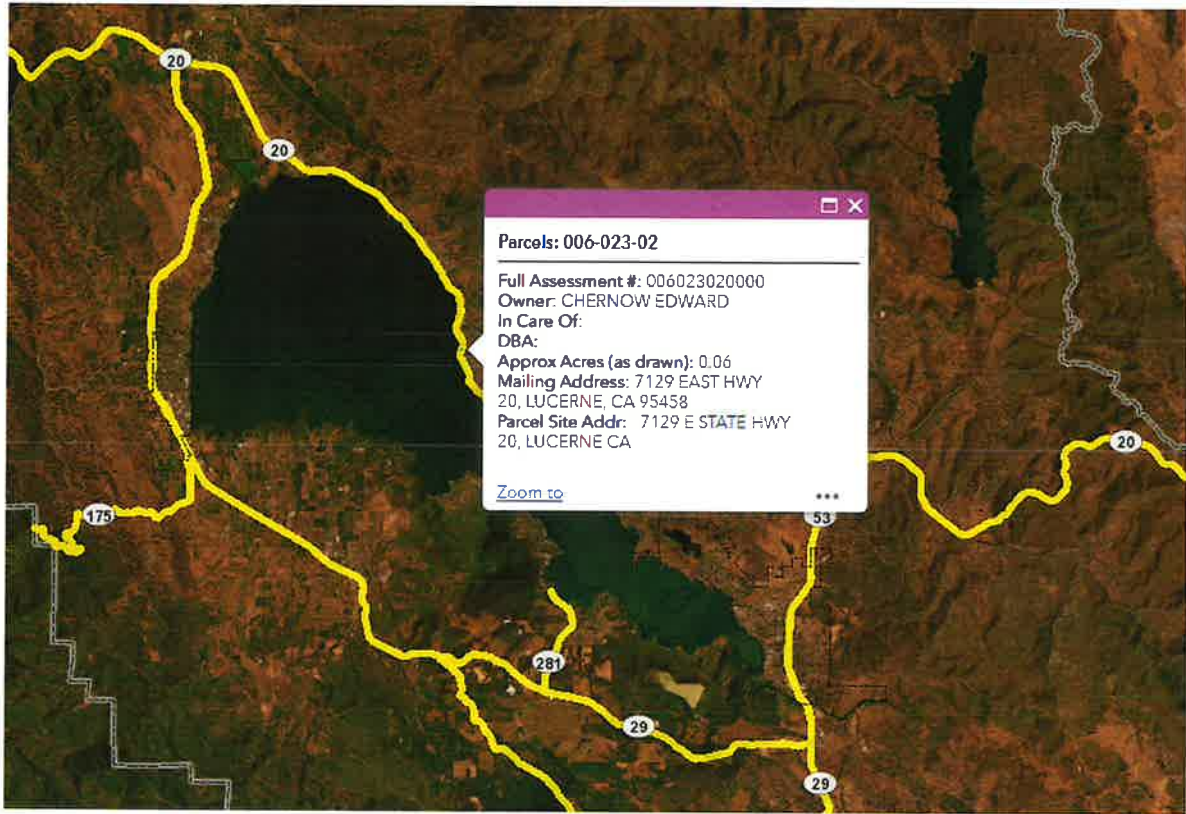 20
20
Parcels: 006-023-02
Full Assessment #: 006023020000
Owner: CHERNOW EDWARD
In Care Of:
DBA:
Approx Acres (as drawn): 0.06
Mailing Address: 7129 EAST HWY
20, LUCERNE, CA 95458
Parcel Site Addr: 7129 E STATE HWY
20, LUCERNE CA
Zoom to
20
175
53
281
29
29